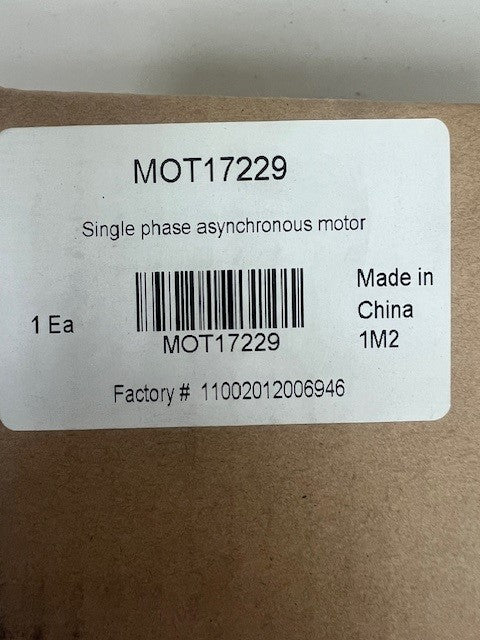 MOT17229
Single phase asynchronous motor
1 Ea
MOT17229
Made in
China
1M2
Factory # 11002012006946